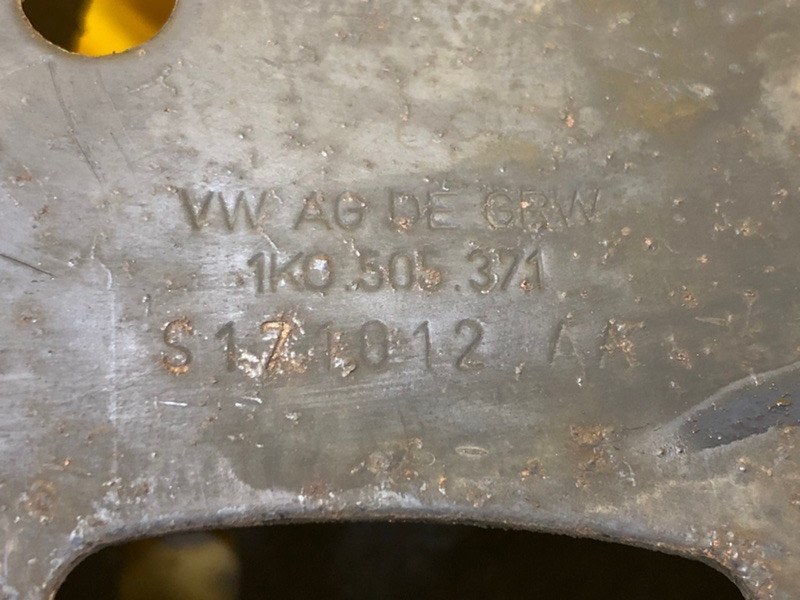 VW AG DE GRW
1K0.505.371
S171012 AA